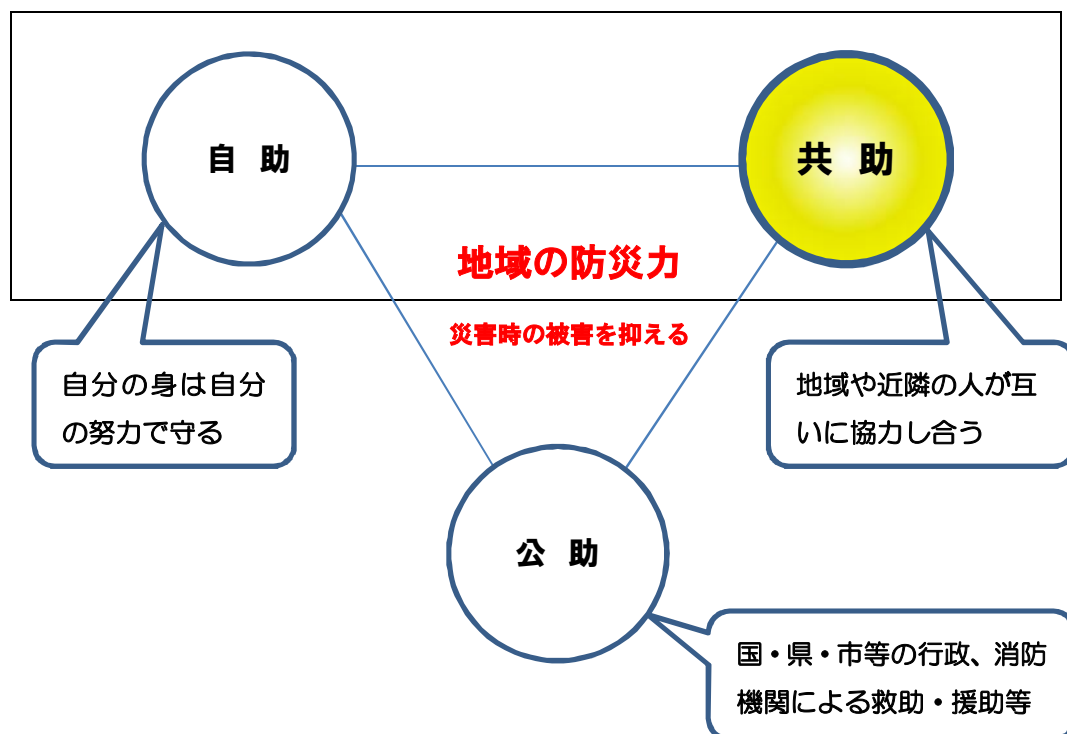 自 助
共 助
地域の防災力
災害時の被害を抑える
自分の身は自分
の努力で守る
地域や近隣の人が互
いに協力し合う
公 助
国・県・市等の行政、消防
機関による救助・援助等